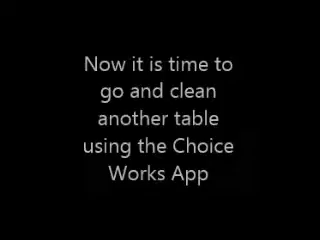 Now it is time to
go and clean
another table
using the Choice
Works App